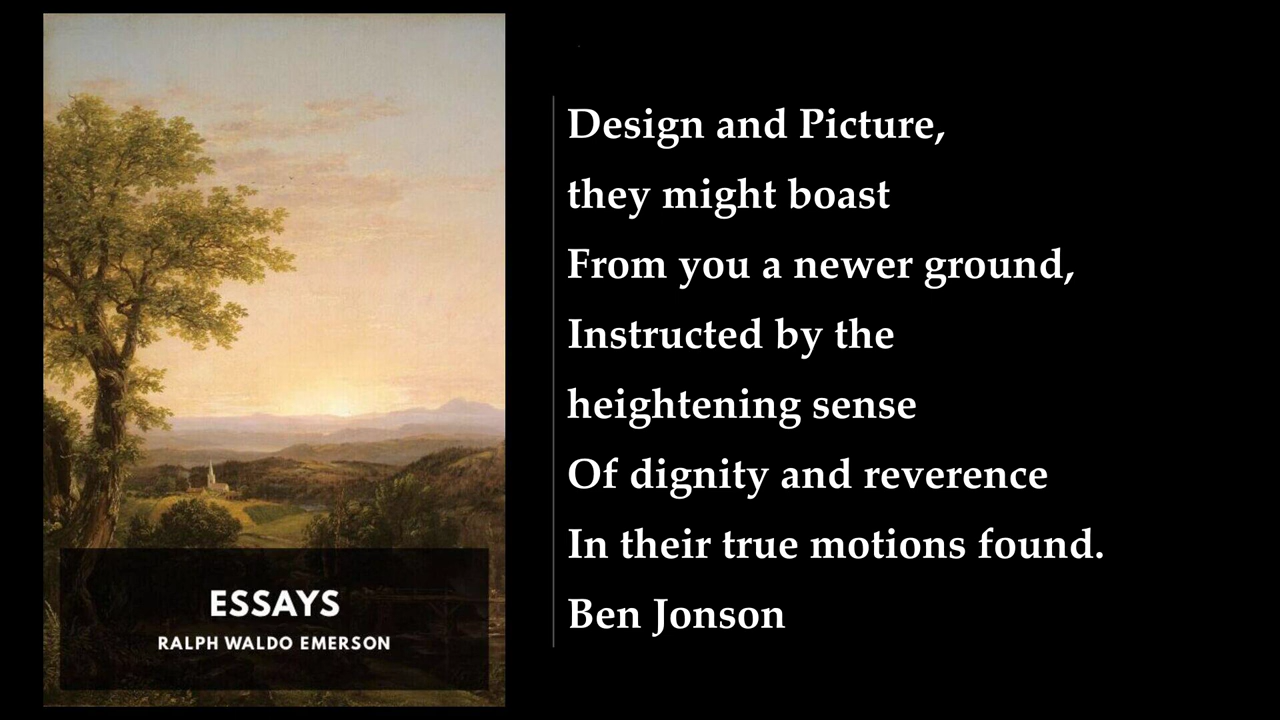 ESSAYS
RALPH WALDO EMERSON
Design and Picture,
they might boast
From you a newer ground,
Instructed by the
heightening sense
Of dignity and reverence
In their true motions found.
Ben Jonson